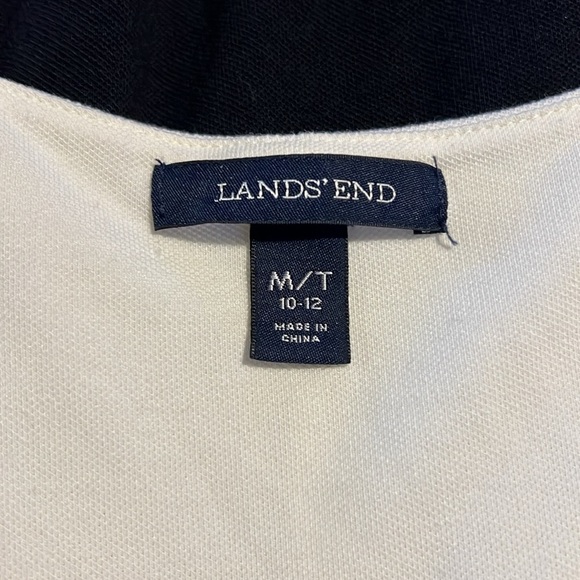 LANDS' END
M/T
10-12
MADE IN
CHINA